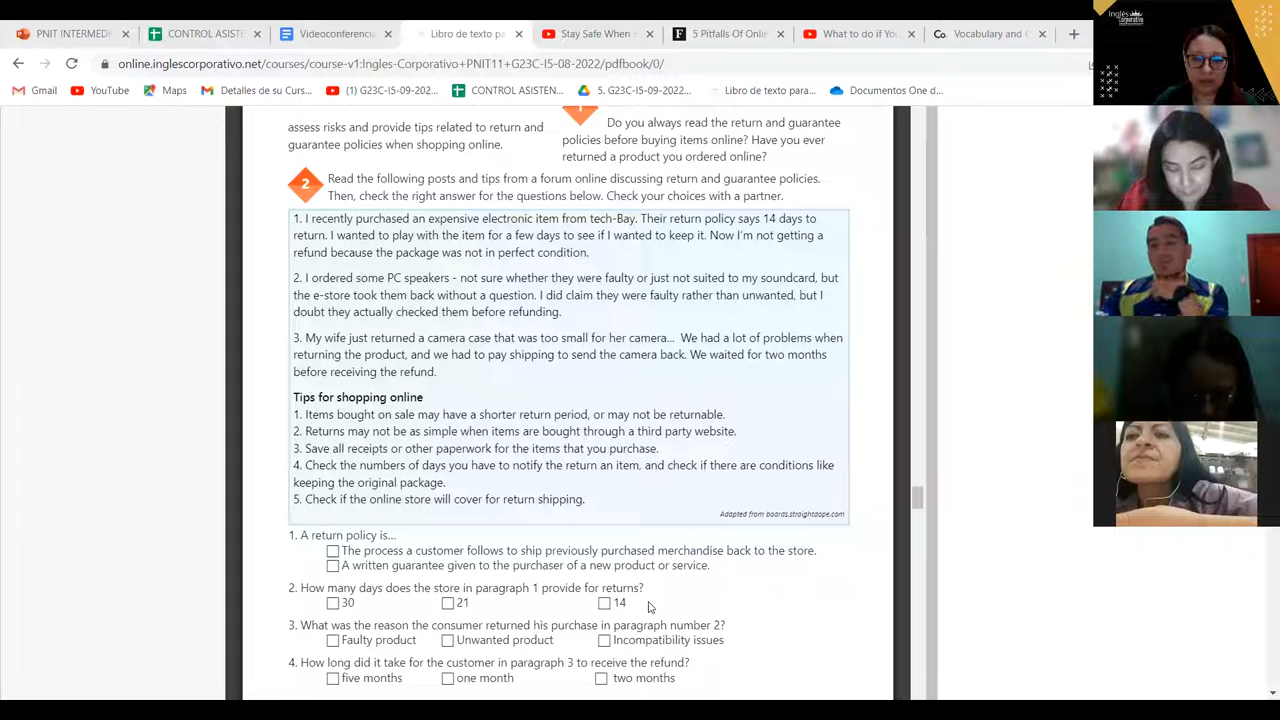 PNIT INTERMEDI
CONTROL ASISTE
Videoconferencia
Libro de texto pa
Stay Safe When
5 Pitfalls Of Onlin
What to do if You
Co. Vocabulary and
online.inglescorporativo.net/courses/course-v1:Ingles-Corporativo+PNIT11+G23C-I5-08-2022/pdfbook/0/
Gmail
YouTube
Maps
Detalles de su Curs...
(1) G23C-I5-09-202...
CONTROL ASISTEN...
5. G23C-I5-09-2022...
Libro de texto para...
Documentos One d...
Inglés
Corporativo
assess risks and provide tips related to return and
guarantee policies when shopping online.
1
Do you always read the return and guarantee
policies before buying items online? Have you ever
returned a product you ordered online?
2
Read the following posts and tips from a forum online discussing return and guarantee policies.
Then, check the right answer for the questions below. Check your choices with a partner.
1. I recently purchased an expensive electronic item from tech-Bay. Their return policy says 14 days to
return. I wanted to play with the item for a few days to see if I wanted to keep it. Now I'm not getting a
refund because the package was not in perfect condition.
2. I ordered some PC speakers - not sure whether they were faulty or just not suited to my soundcard, but
the e-store took them back without a question. I did claim they were faulty rather than unwanted, but I
doubt they actually checked them before refunding.
3. My wife just returned a camera case that was too small for her camera... We had a lot of problems when
returning the product, and we had to pay shipping to send the camera back. We waited for two months
before receiving the refund.
Tips for shopping online
1. Items bought on sale may have a shorter return period, or may not be returnable.
2. Returns may not be as simple when items are bought through a third party website.
3. Save all receipts or other paperwork for the items that you purchase.
4. Check the numbers of days you have to notify the return an item, and check if there are conditions like
keeping the original package.
5. Check if the online store will cover for return shipping.
Adapted from boards.straightdope.com
1. A return policy is...
The process a customer follows to ship previously purchased merchandise back to the store.
A written guarantee given to the purchaser of a new product or service.
2. How many days does the store in paragraph 1 provide for returns?
30 21 14
3. What was the reason the consumer returned his purchase in paragraph number 2?
Faulty product Unwanted product Incompatibility issues
4. How long did it take for the customer in paragraph 3 to receive the refund?
five months one month two months